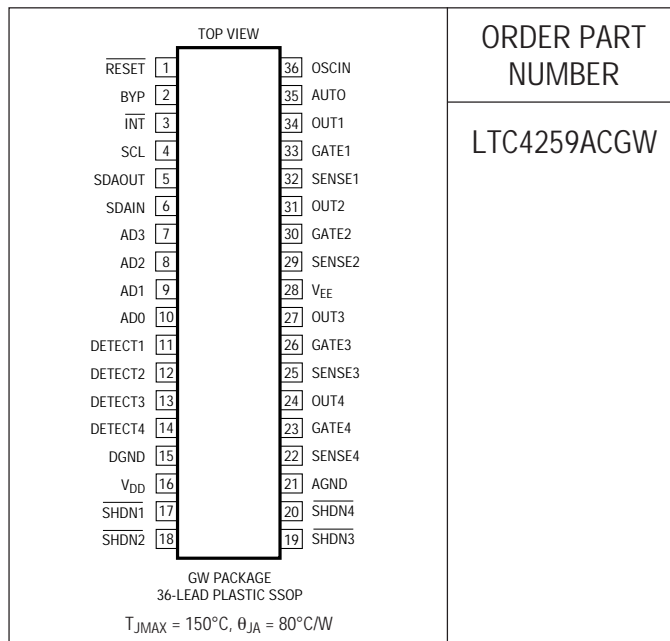 TOP VIEW
RESET 1 36 OSCIN
BYP 2 35 AUTO
INT 3 34 OUT1
SCL 4 33 GATE1
SDAOUT 5 32 SENSE1
SDAIN 6 31 OUT2
AD3 7 30 GATE2
AD2 8 29 SENSE2
AD1 9 28 VEE
AD0 10 27 OUT3
DETECT1 11 26 GATE3
DETECT2 12 25 SENSE3
DETECT3 13 24 OUT4
DETECT4 14 23 GATE4
DGND 15 22 SENSE4
VDD 16 21 AGND
SHDN1 17 20 SHDN4
SHDN2 18 19 SHDN3
GW PACKAGE
36-LEAD PLASTIC SSOP
TJMAX = 150°C, θJA = 80°C/W
ORDER PART
NUMBER
LTC4259ACGW